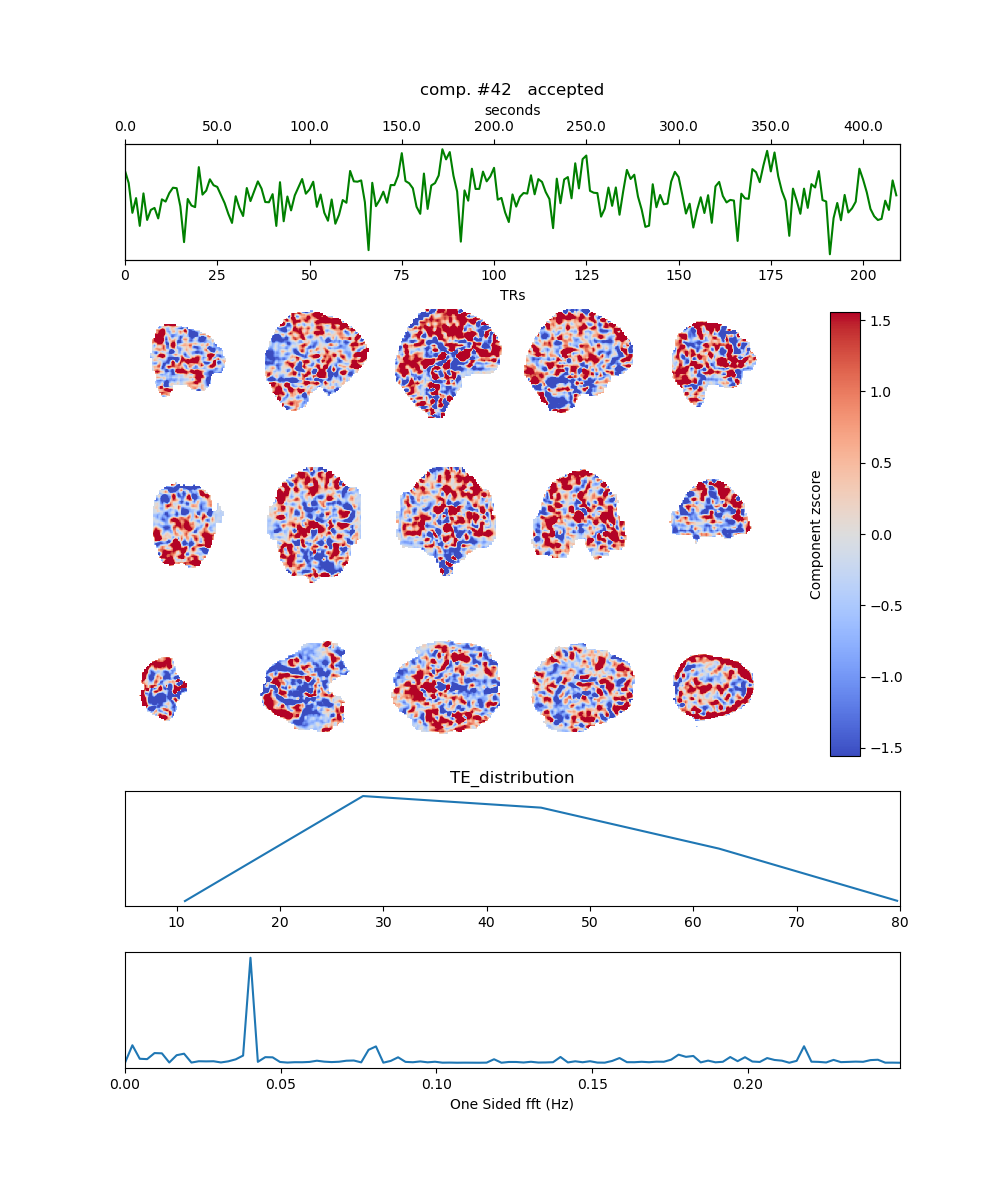 comp. #42   accepted
seconds
0.0 50.0 100.0 150.0 200.0 250.0 300.0 350.0 400.0
0 25 50 75 100 125 150 175 200
TRs
1.5
1.0
0.5
0.0
−0.5
−1.0
−1.5
Component zscore
TE_distribution
10 20 30 40 50 60 70 80
0.00 0.05 0.10 0.15 0.20
One Sided fft (Hz)